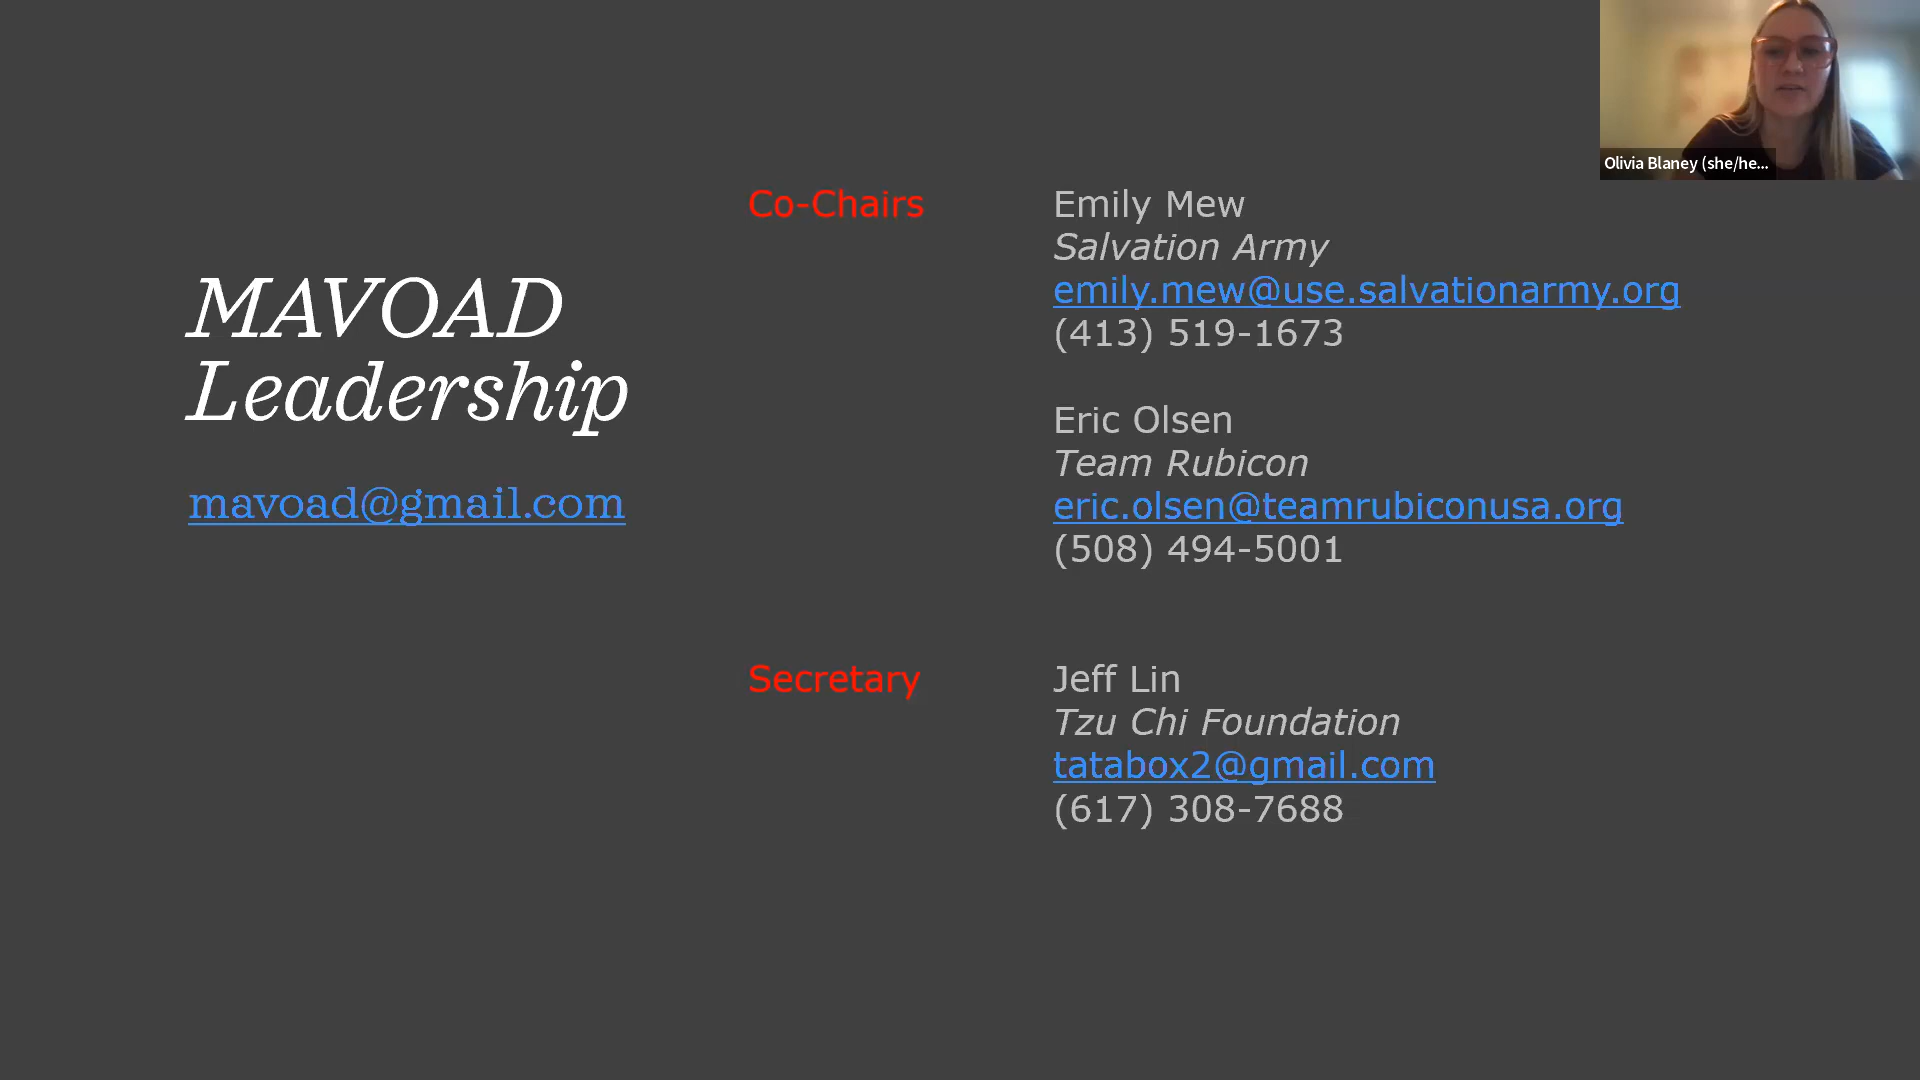 MAVOAD
Leadership
mavoad@gmail.com
Co-Chairs
Emily Mew
Salvation Army
emily.mew@use.salvationarmy.org
(413) 519-1673
Eric Olsen
Team Rubicon
eric.olsen@teamrubiconusa.org
(508) 494-5001
Secretary
Jeff Lin
Tzu Chi Foundation
tatabox2@gmail.com
(617) 308-7688
Olivia Blaney (she/he...